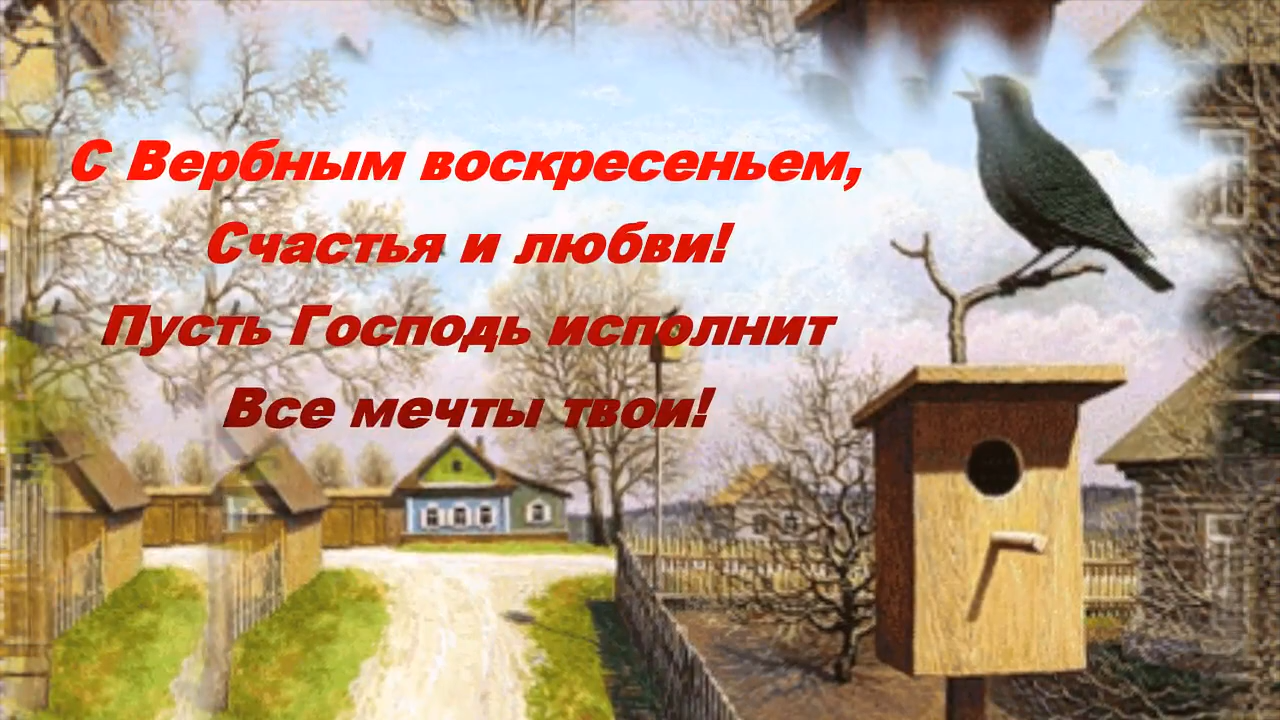 С Вербным воскресеньем,
Счастья и любви!
Пусть Господь исполнит
Все мечты твои!